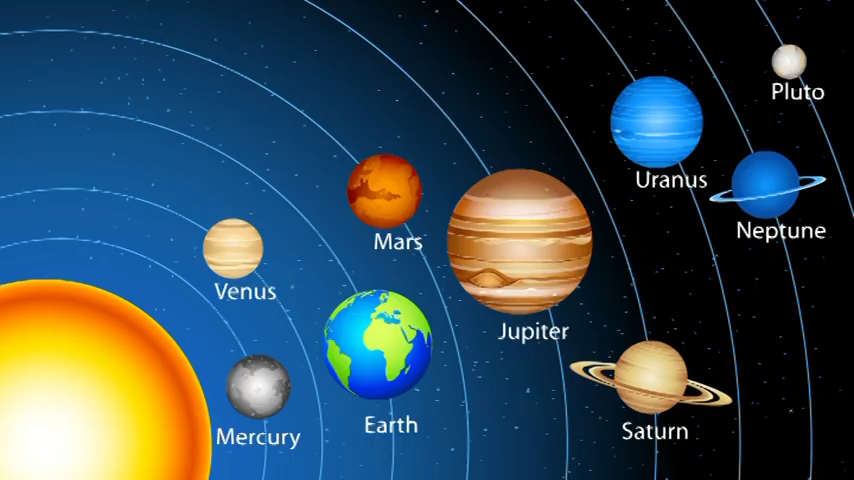 Pluto
Uranus
Neptune
Mars
Venus
Jupiter
Earth
Saturn
Mercury